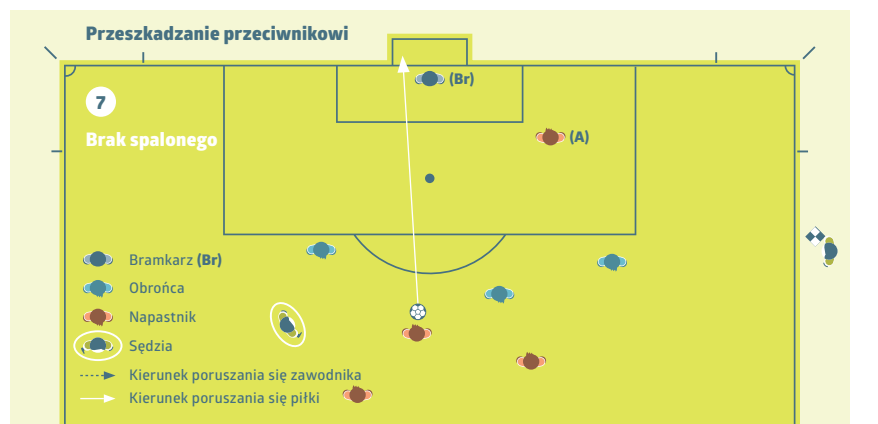 Przeszkadzanie przeciwnikowi
(Br)
7
(A)
Brak spalonego
Bramkarz (Br)
Obrońca
Napastnik
Sędzia
Kierunek poruszania się zawodnika
Kierunek poruszania się piłki